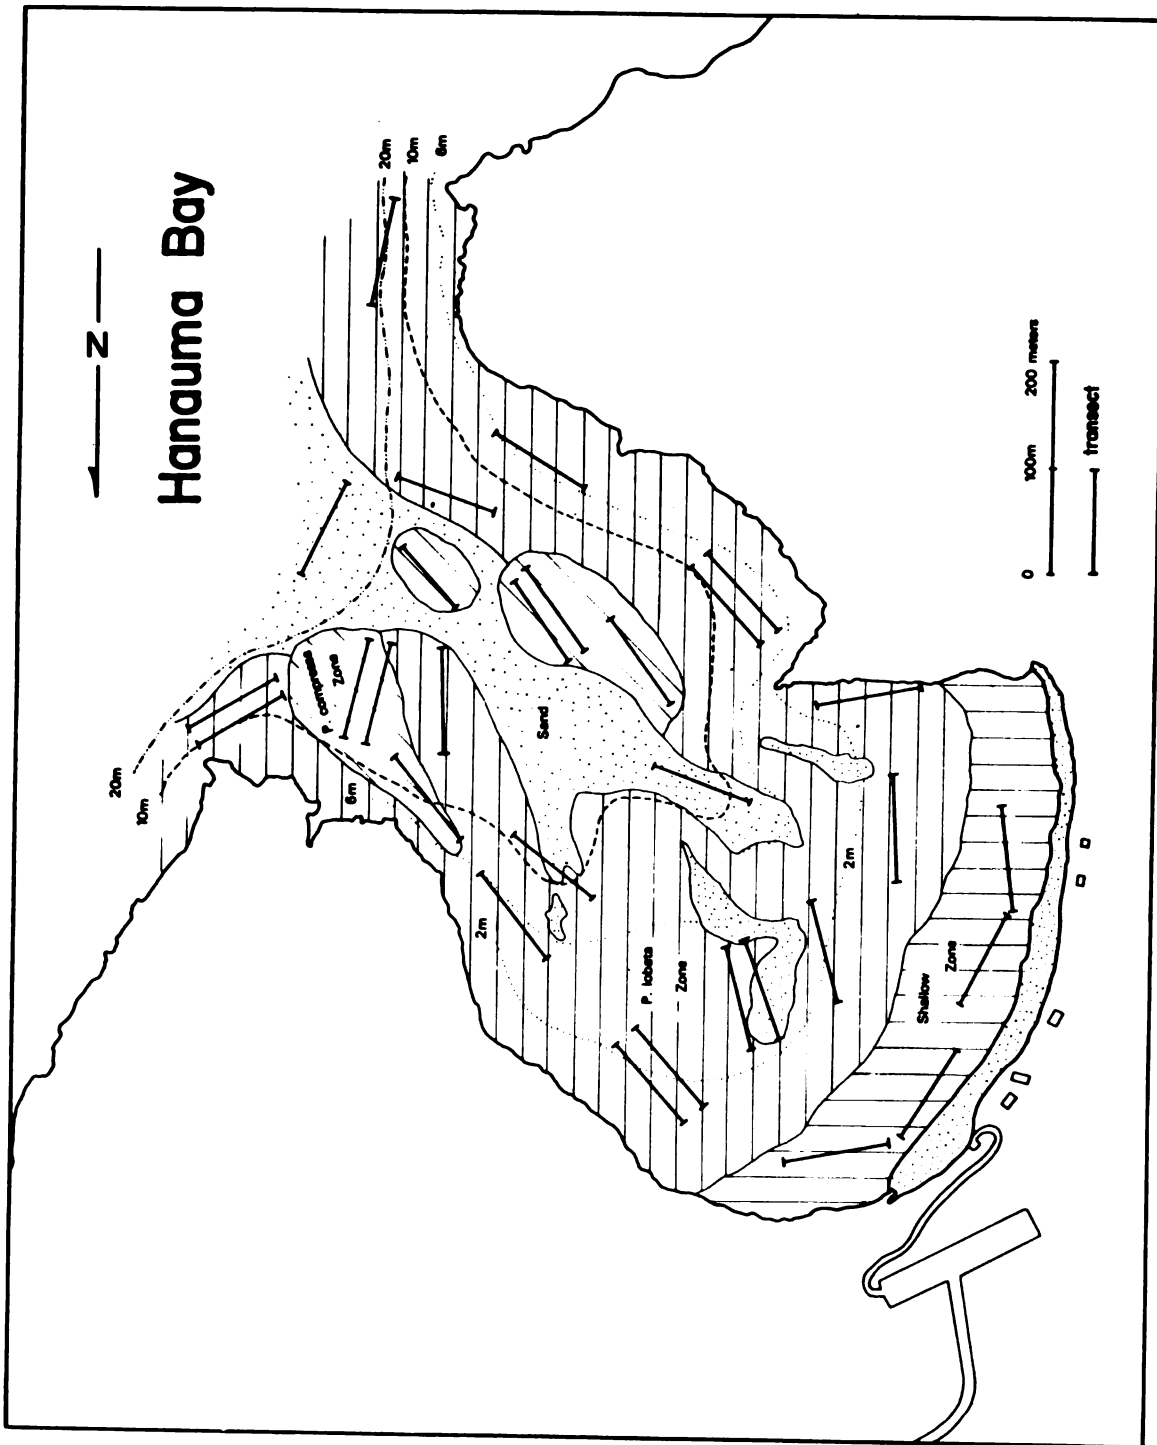 Hanauma Bay
N
20m
10m
6m
0 100m 200 meters
transect
20m
10m
6m
P. compressa
Zone
Sand
2m
2m
P. lobata
Zone
Shallow
Zone